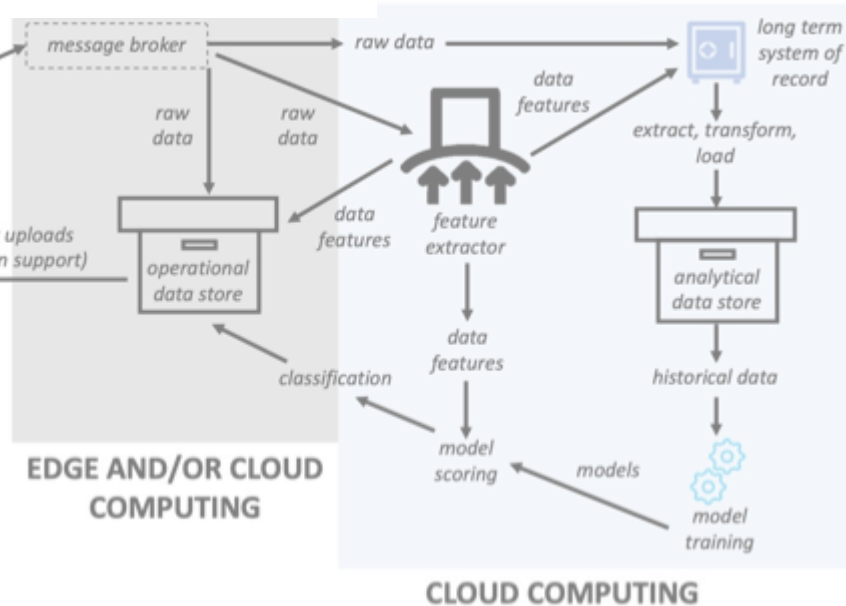 message broker
raw data
long term
system of
record
data
features
raw
data
raw
data
extract, transform,
load
data
features
feature
extractor
uploads
n support)
operational
data store
analytical
data store
data
features
classification
historical data
model
scoring
models
model
training
EDGE AND/OR CLOUD
COMPUTING
CLOUD COMPUTING